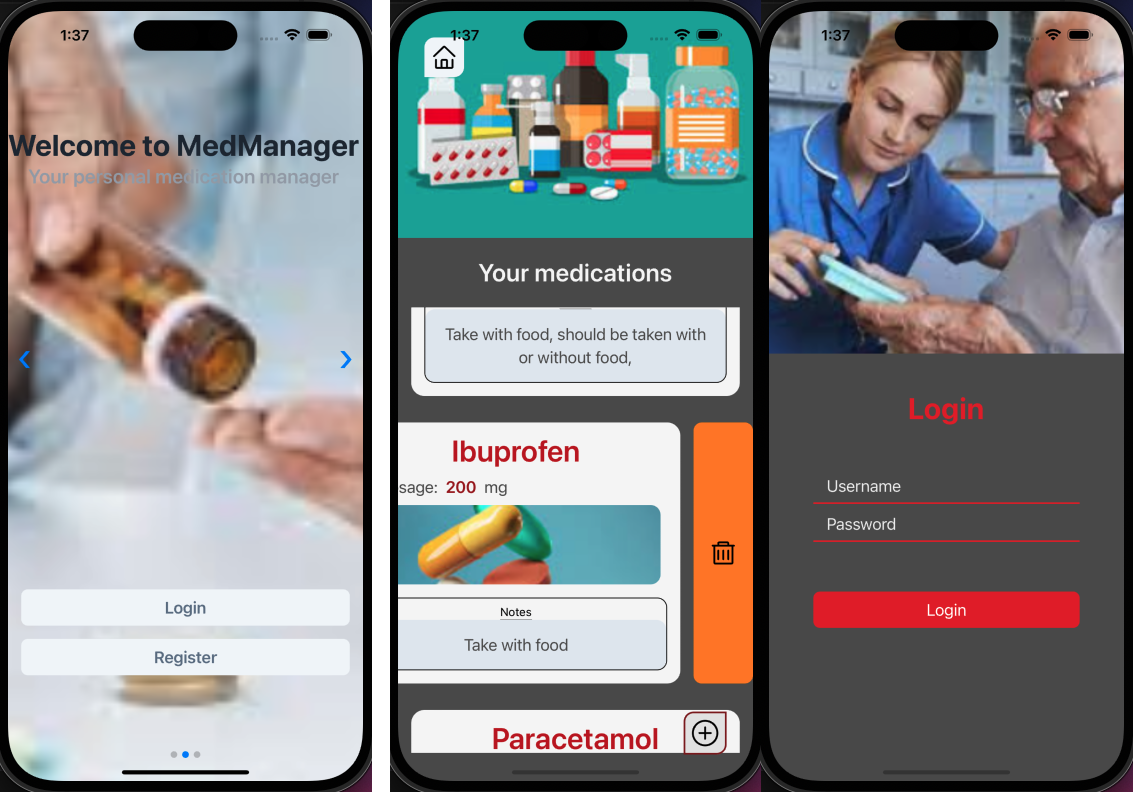 1:37
Welcome to MedManager
Your personal medication manager
‹
›
Login
Register
1:37
Your medications
Take with food, should be taken with
or without food,
Ibuprofen
sage: 200 mg
Notes
Take with food
Paracetamol
1:37
Login
Username
Password
Login